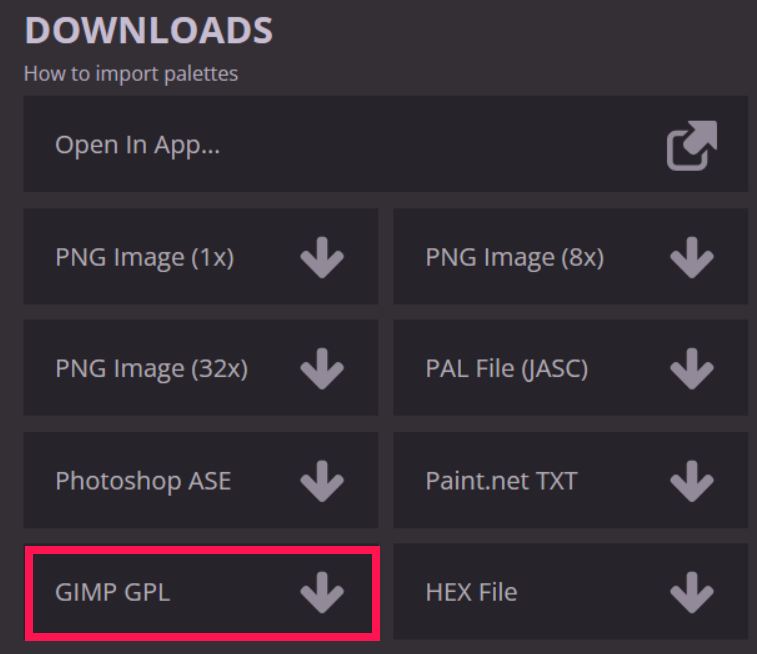 DOWNLOADS
How to import palettes
Open In App...
PNG Image (1x)
PNG Image (8x)
PNG Image (32x)
PAL File (JASC)
Photoshop ASE
Paint.net TXT
GIMP GPL
HEX File